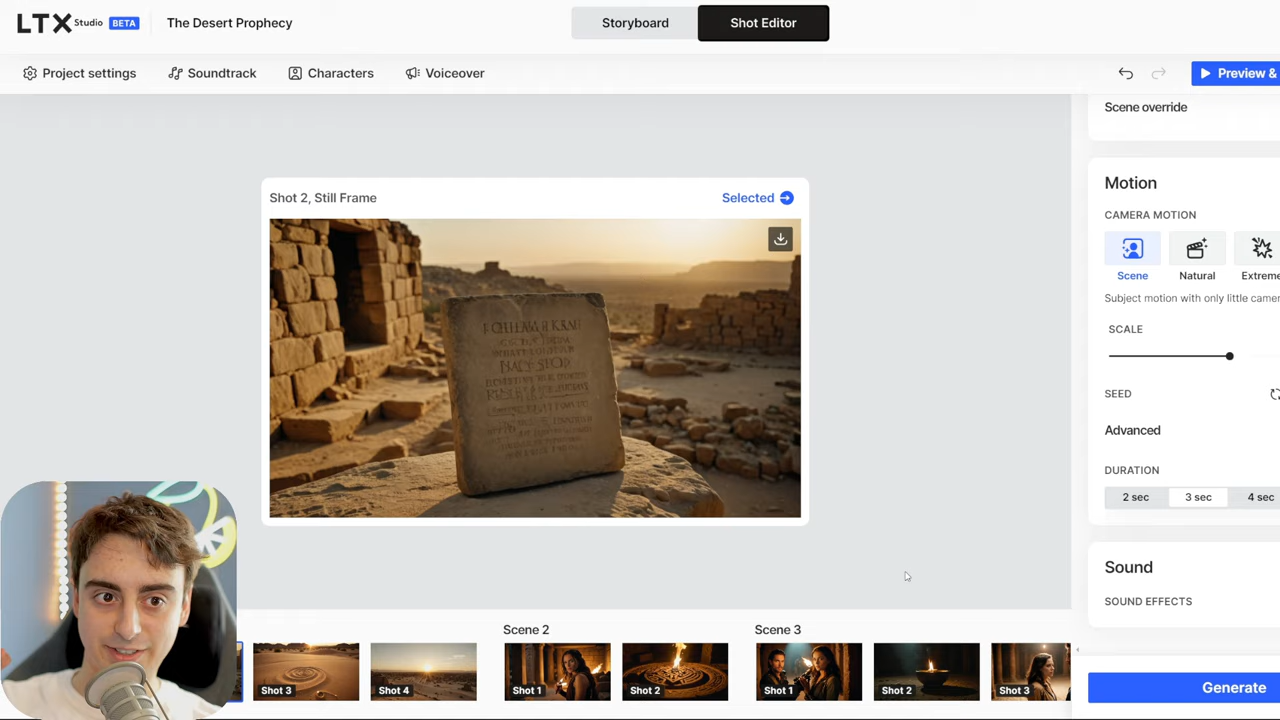 LTX Studio BETA
The Desert Prophecy
Storyboard
Shot Editor
Project settings
Soundtrack
Characters
Voiceover
Preview &
Scene override
Shot 2, Still Frame
Selected
Motion
CAMERA MOTION
Scene
Natural
Extreme
Subject motion with only little camer
SCALE
SEED
Advanced
DURATION
2 sec
3 sec
4 sec
Sound
SOUND EFFECTS
Scene 2
Scene 3
Shot 3
Shot 4
Shot 1
Shot 2
Shot 1
Shot 2
Shot 3
Generate